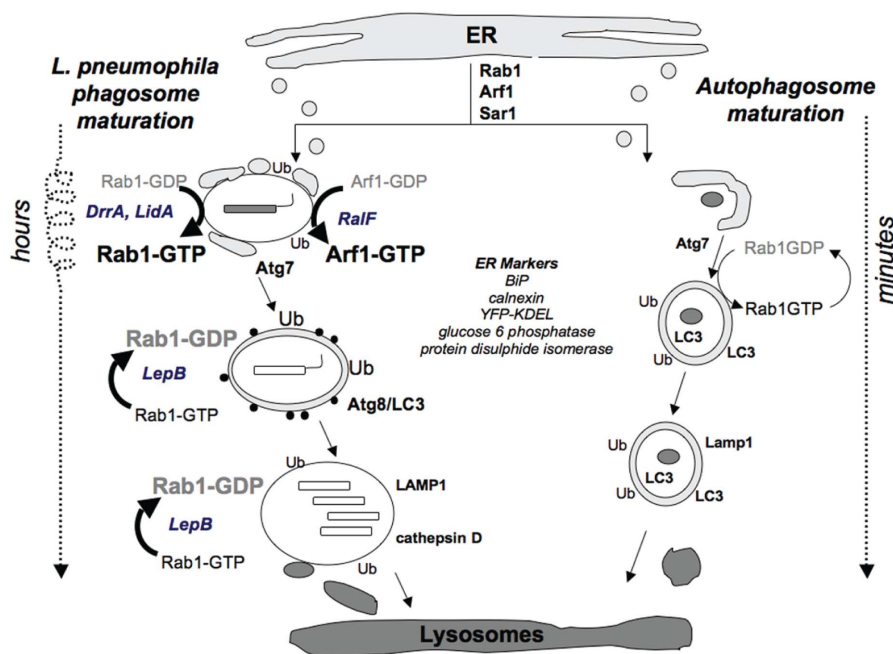 ER
L. pneumophila
phagosome
maturation
Rab1
Arf1
Sar1
Autophagosome
maturation
hours
minutes
Ub
Rab1-GDP
Arf1-GDP
DrrA, LidA
RalF
Rab1-GTP
Ub
Arf1-GTP
Atg7
Atg7
Rab1GDP
Rab1GTP
ER Markers
BiP
calnexin
YFP-KDEL
glucose 6 phosphatase
protein disulphide isomerase
Ub
LC3
Ub
LC3
Ub
Rab1-GDP
LepB
Ub
Rab1-GTP
Atg8/LC3
Ub
Lamp1
LC3
Ub
LC3
Ub
Rab1-GDP
LAMP1
LepB
cathepsin D
Rab1-GTP
Ub
Lysosomes